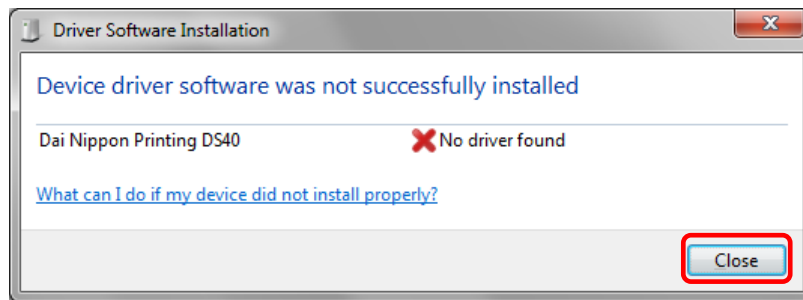 Driver Software Installation
X
Device driver software was not successfully installed
Dai Nippon Printing DS40 No driver found
What can I do if my device did not install properly?
Close